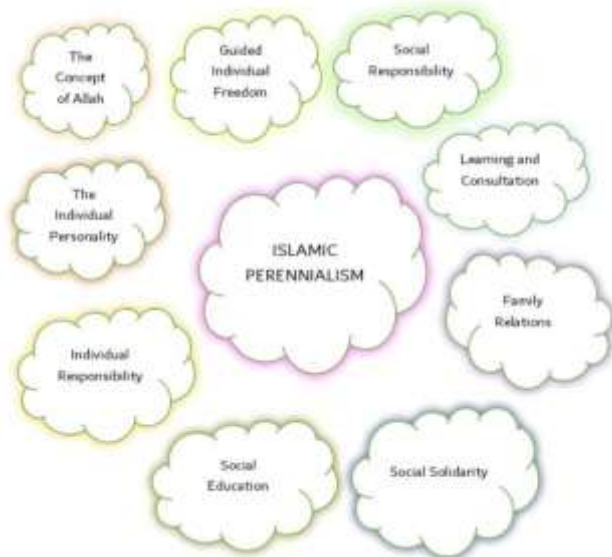 The
Concept
of Allah
Guided
Individual
Freedom
Social
Responsibility
Learning and
Consultation
The
Individual
Personality
ISLAMIC
PERENNIALISM
Family
Relations
Individual
Responsibility
Social
Education
Social Solidarity